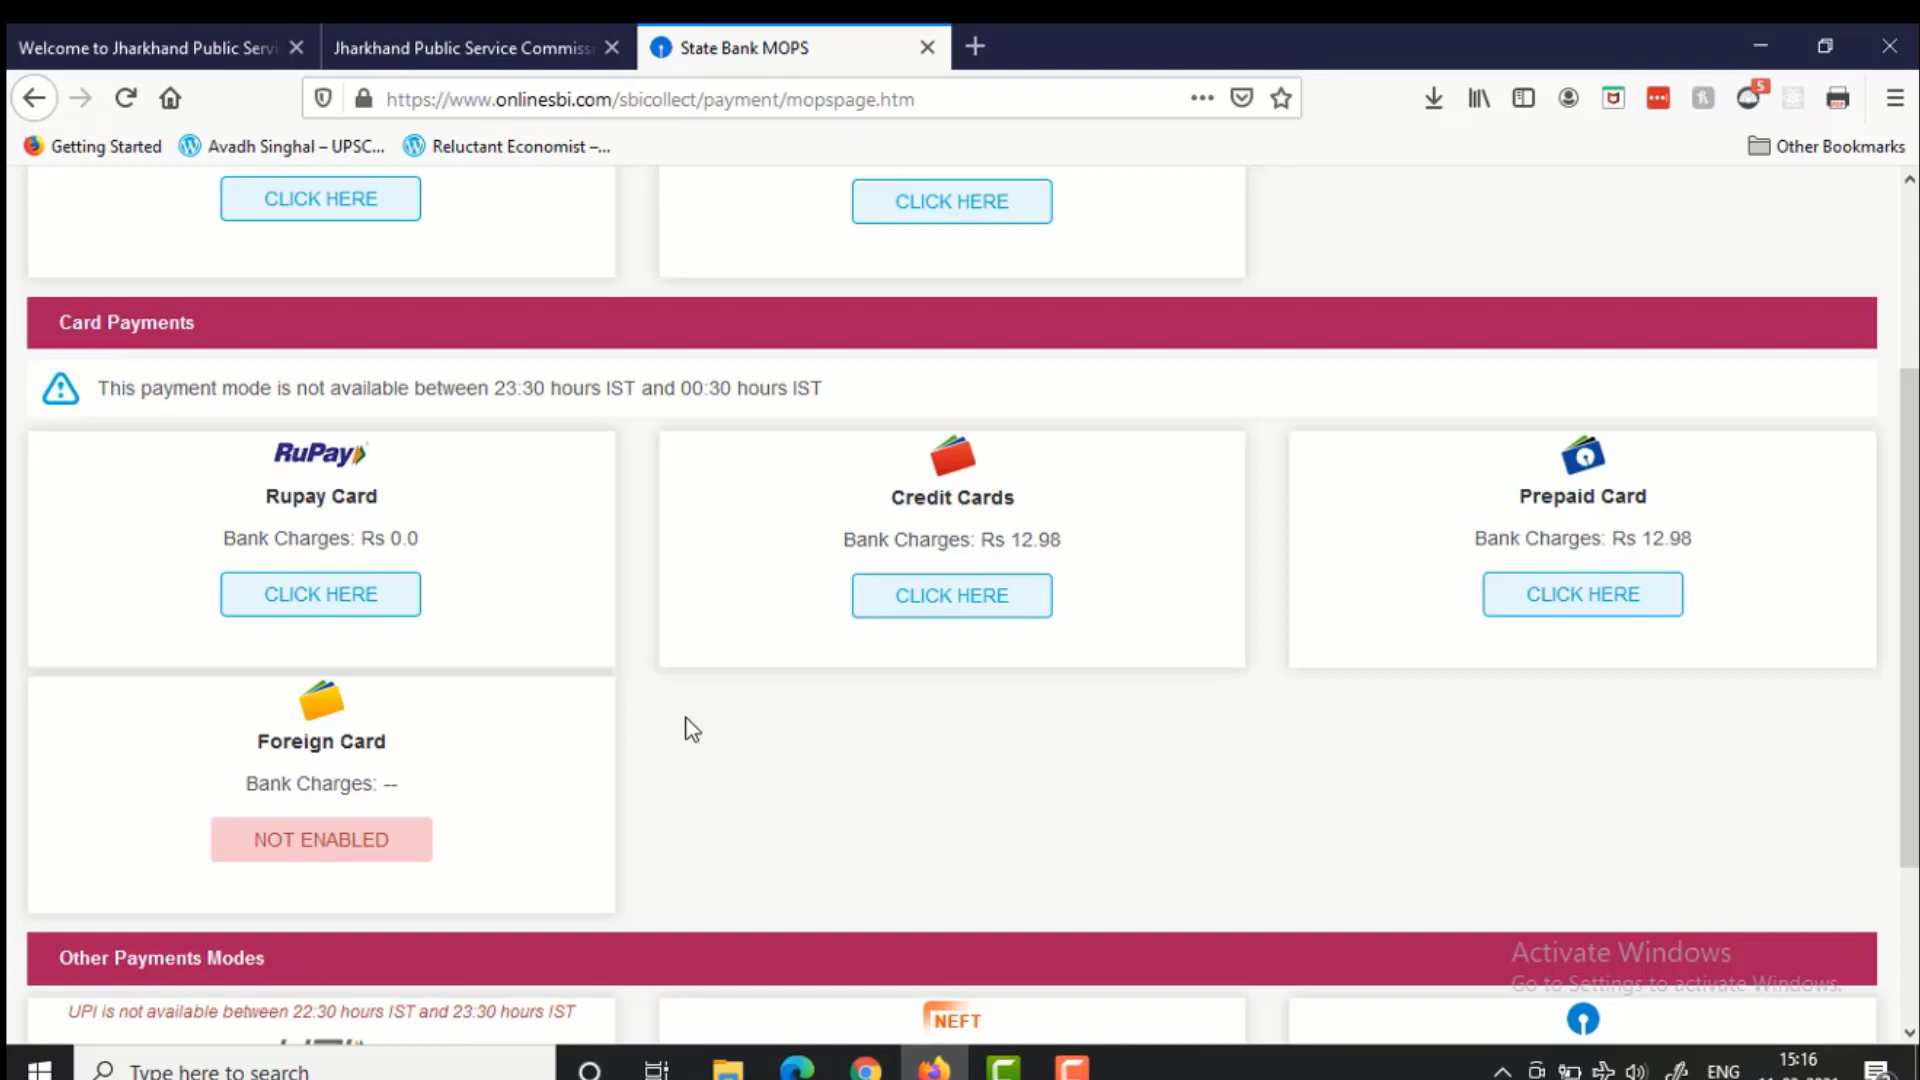 Welcome to Jharkhand Public Servi
Jharkhand Public Service Commiss
State Bank MOPS
https://www.onlinesbi.com/sbicollect/payment/mopspage.htm
5
Getting Started
Avadh Singhal – UPSC...
Reluctant Economist –...
Other Bookmarks
CLICK HERE
CLICK HERE
Card Payments
This payment mode is not available between 23:30 hours IST and 00:30 hours IST
RuPay
Rupay Card
Bank Charges: Rs 0.0
CLICK HERE
Credit Cards
Bank Charges: Rs 12.98
CLICK HERE
Prepaid Card
Bank Charges: Rs 12.98
CLICK HERE
Foreign Card
Bank Charges: --
NOT ENABLED
Other Payments Modes
Activate Windows
Go to Settings to activate Windows.
UPI is not available between 22:30 hours IST and 23:30 hours IST
NEFT
Type here to search
ENG
15:16